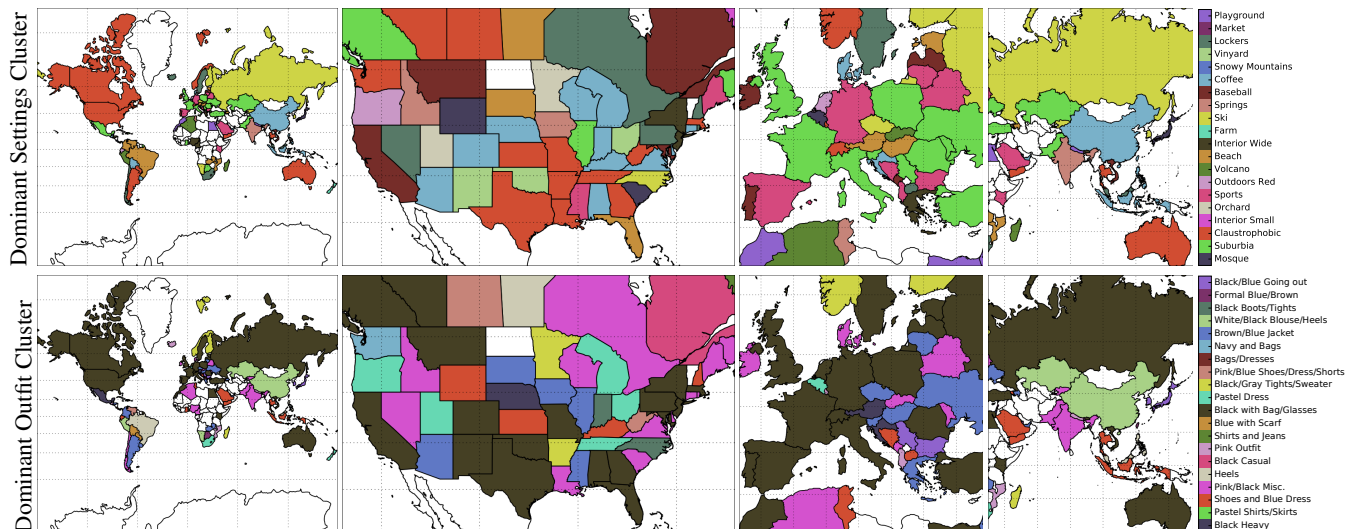 Dominant Settings Cluster
Playground
Market
Lockers
Vinyard
Snowy Mountains
Coffee
Baseball
Springs
Ski
Farm
Interior Wide
Beach
Volcano
Outdoors Red
Sports
Orchard
Interior Small
Claustrophobic
Suburbia
Mosque
Dominant Outfit Cluster
Black/Blue Going out
Formal Blue/Brown
Black Boots/Tights
White/Black Blouse/Heels
Brown/Blue Jacket
Navy and Bags
Bags/Dresses
Pink/Blue Shoes/Dress/Shorts
Black/Gray Tights/Sweater
Pastel Dress
Black with Bag/Glasses
Blue with Scarf
Shirts and Jeans
Pink Outfit
Black Casual
Heels
Pink/Black Misc.
Shoes and Blue Dress
Pastel Shirts/Skirts
Black Heavy